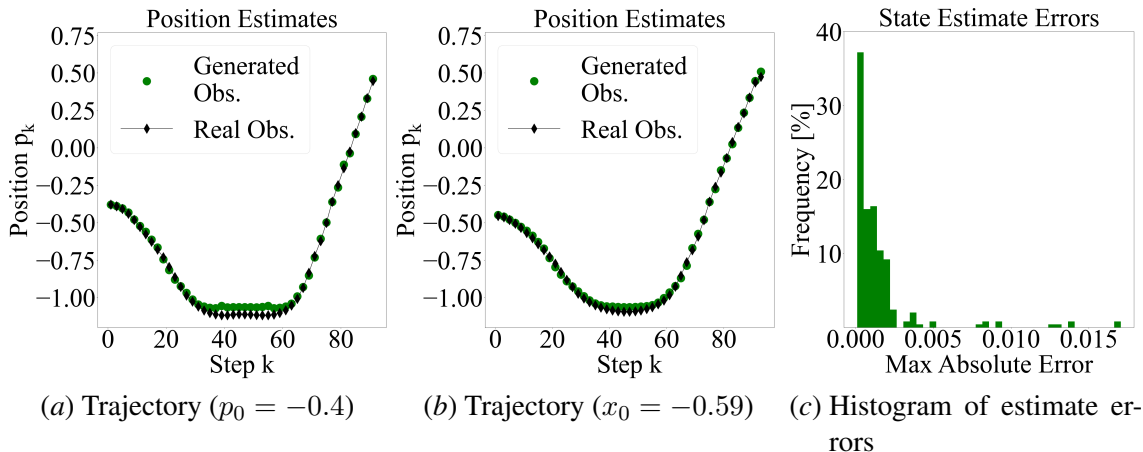 Position Estimates
0.75
0.50
0.25
0.00
−0.25
−0.50
−0.75
−1.00
Position pk
Generated
Obs.
Real Obs.
0 20 40 60 80
Step k
(a) Trajectory (p0 = −0.4)
Position Estimates
0.75
0.50
0.25
0.00
−0.25
−0.50
−0.75
−1.00
Position pk
Generated
Obs.
Real Obs.
0 20 40 60 80
Step k
(b) Trajectory (x0 = −0.59)
State Estimate Errors
40
30
20
10
Frequency [%]
0.000 0.005 0.010 0.015
Max Absolute Error
(c) Histogram of estimate er-
rors